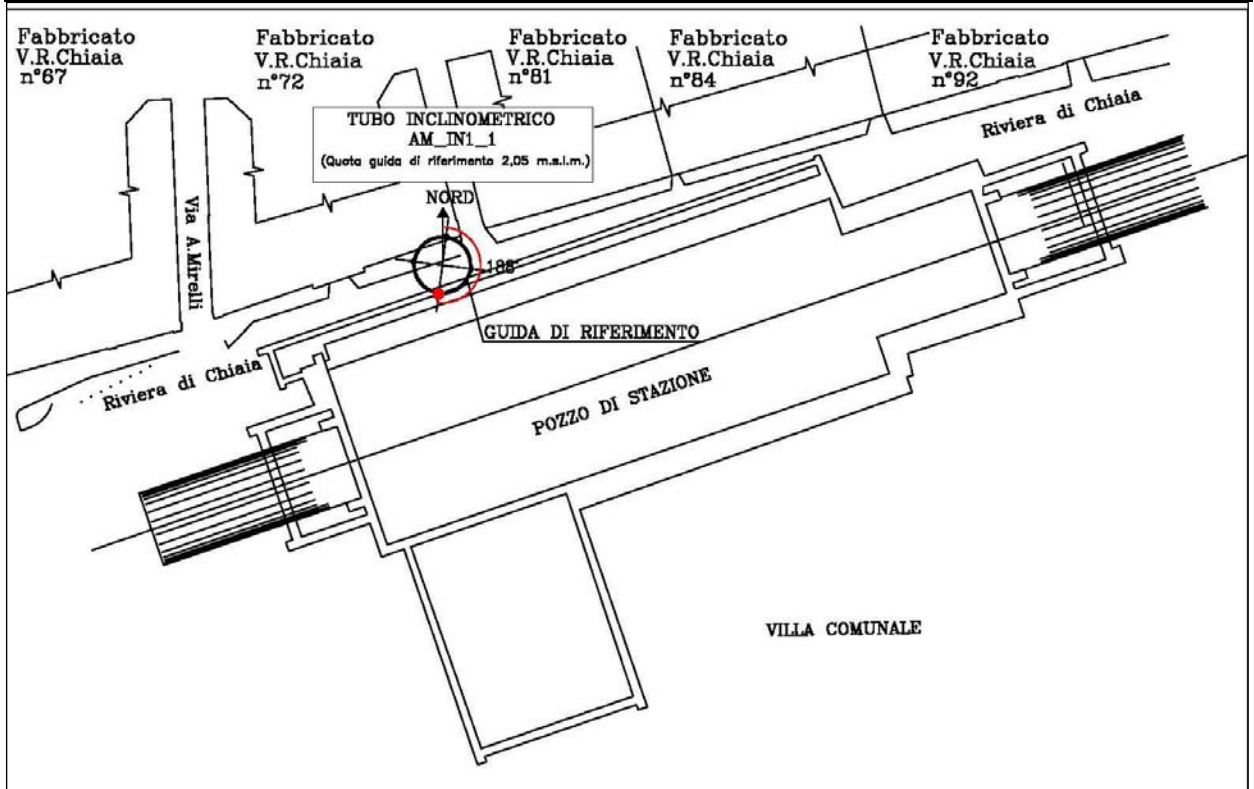 Fabbricato
V.R.Chiaia
n°67
Fabbricato
V.R.Chiaia
n°72
Fabbricato
V.R.Chiaia
n°81
Fabbricato
V.R.Chiaia
n°84
Fabbricato
V.R.Chiaia
n°92
TUBO INCLINOMETRICO
AM_IN1_1
(Quota guida di riferimento 2,05 m.s.l.m.)
Riviera di Chiaia
NORD
Via A.Mirelli
188°
GUIDA DI RIFERIMENTO
Riviera di Chiaia
POZZO DI STAZIONE
VILLA COMUNALE